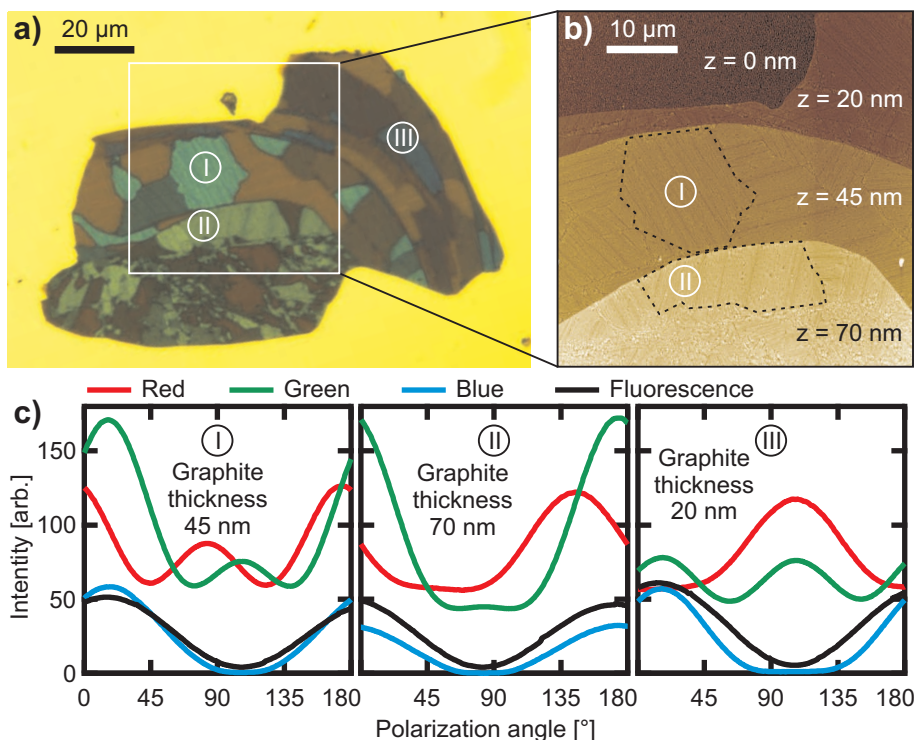 a)
20 µm
I
II
III
b)
10 µm
z = 0 nm
z = 20 nm
I
z = 45 nm
II
z = 70 nm
Red Green Blue Fluorescence
c)
Intentity [arb.]
150
100
50
0
I
Graphite
thickness
45 nm
II
Graphite
thickness
70 nm
III
Graphite
thickness
20 nm
0 45 90 135 180 45 90 135 180 45 90 135 180
Polarization angle [°]